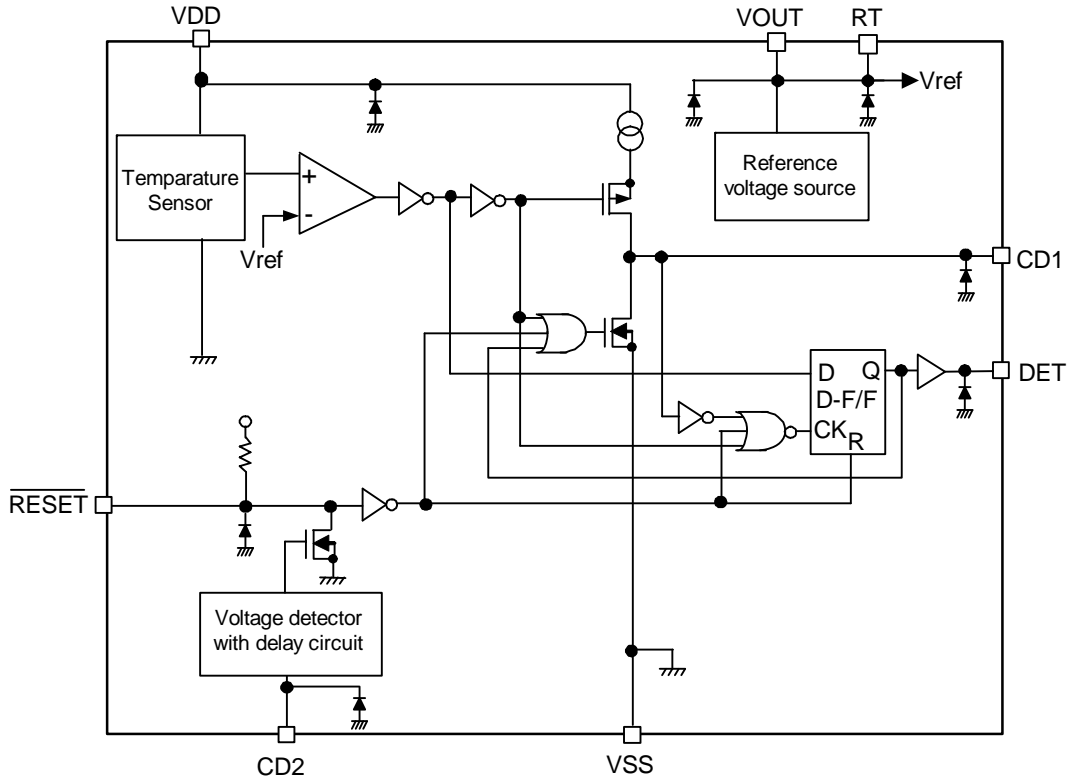 VDD
VOUT
RT
Vref
Temparature
Sensor
+
-
Vref
Reference
voltage source
CD1
D
Q
D-F/F
CK
R
DET
RESET
Voltage detector
with delay circuit
CD2
VSS